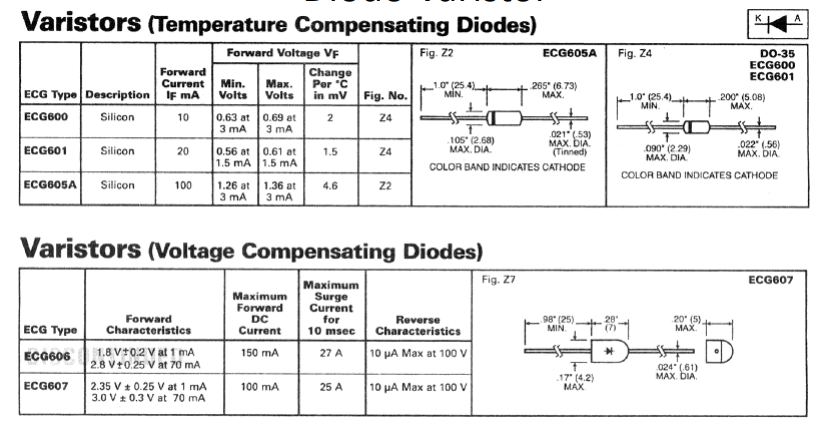 Varistors (Temperature Compensating Diodes)
K A
ECG Type Description Forward Current IF mA Forward Voltage VF Min. Volts Max. Volts Change Per °C in mV Fig. No.
ECG600 Silicon 10 0.63 at 3 mA 0.69 at 3 mA 2 Z4
ECG601 Silicon 20 0.56 at 1.5 mA 0.61 at 1.5 mA 1.5 Z4
ECG605A Silicon 100 1.26 at 3 mA 1.36 at 3 mA 4.6 Z2
Fig. Z2 ECG605A
1.0" (25.4) MIN.
.265" (6.73) MAX.
.105" (2.68) MAX. DIA.
.021" (.53) MAX. DIA. (Tinned)
COLOR BAND INDICATES CATHODE
Fig. Z4 DO-35
ECG600
ECG601
1.0" (25.4) MIN.
.200" (5.08) MAX.
.090" (2.29) MAX. DIA.
.022" (.56) MAX. DIA.
COLOR BAND INDICATES CATHODE
Varistors (Voltage Compensating Diodes)
ECG Type Forward Characteristics Maximum Forward DC Current Maximum Surge Current for 10 msec Reverse Characteristics
ECG606 1.8 V±0.2 V at 1 mA 150 mA 27 A 10 µA Max at 100 V
2.8 V±0.25 V at 70 mA
ECG607 2.35 V ± 0.25 V at 1 mA 100 mA 25 A 10 µA Max at 100 V
3.0 V ± 0.3 V at 70 mA
Fig. Z7 ECG607
.98" (25) MIN.
.28" (7)
.20" (5) MAX.
.17" (4.2) MAX.
.024" (.61) MAX. DIA.